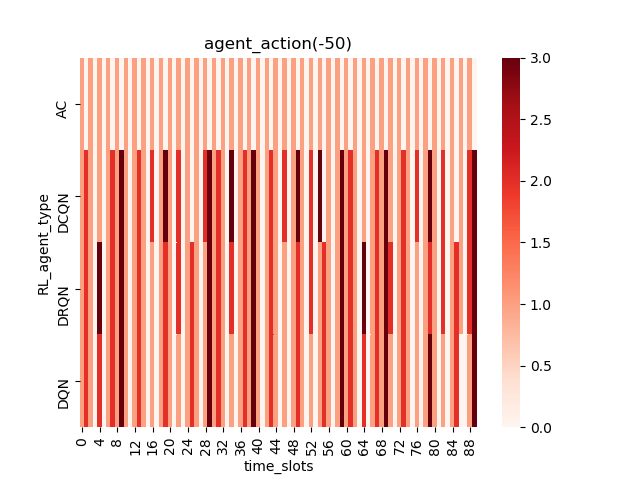 agent_action(-50)
RL_agent_type
AC
DCQN
DRQN
DQN
0 4 8 12 16 20 24 28 32 36 40 44 48 52 56 60 64 68 72 76 80 84 88
time_slots
3.0
2.5
2.0
1.5
1.0
0.5
0.0